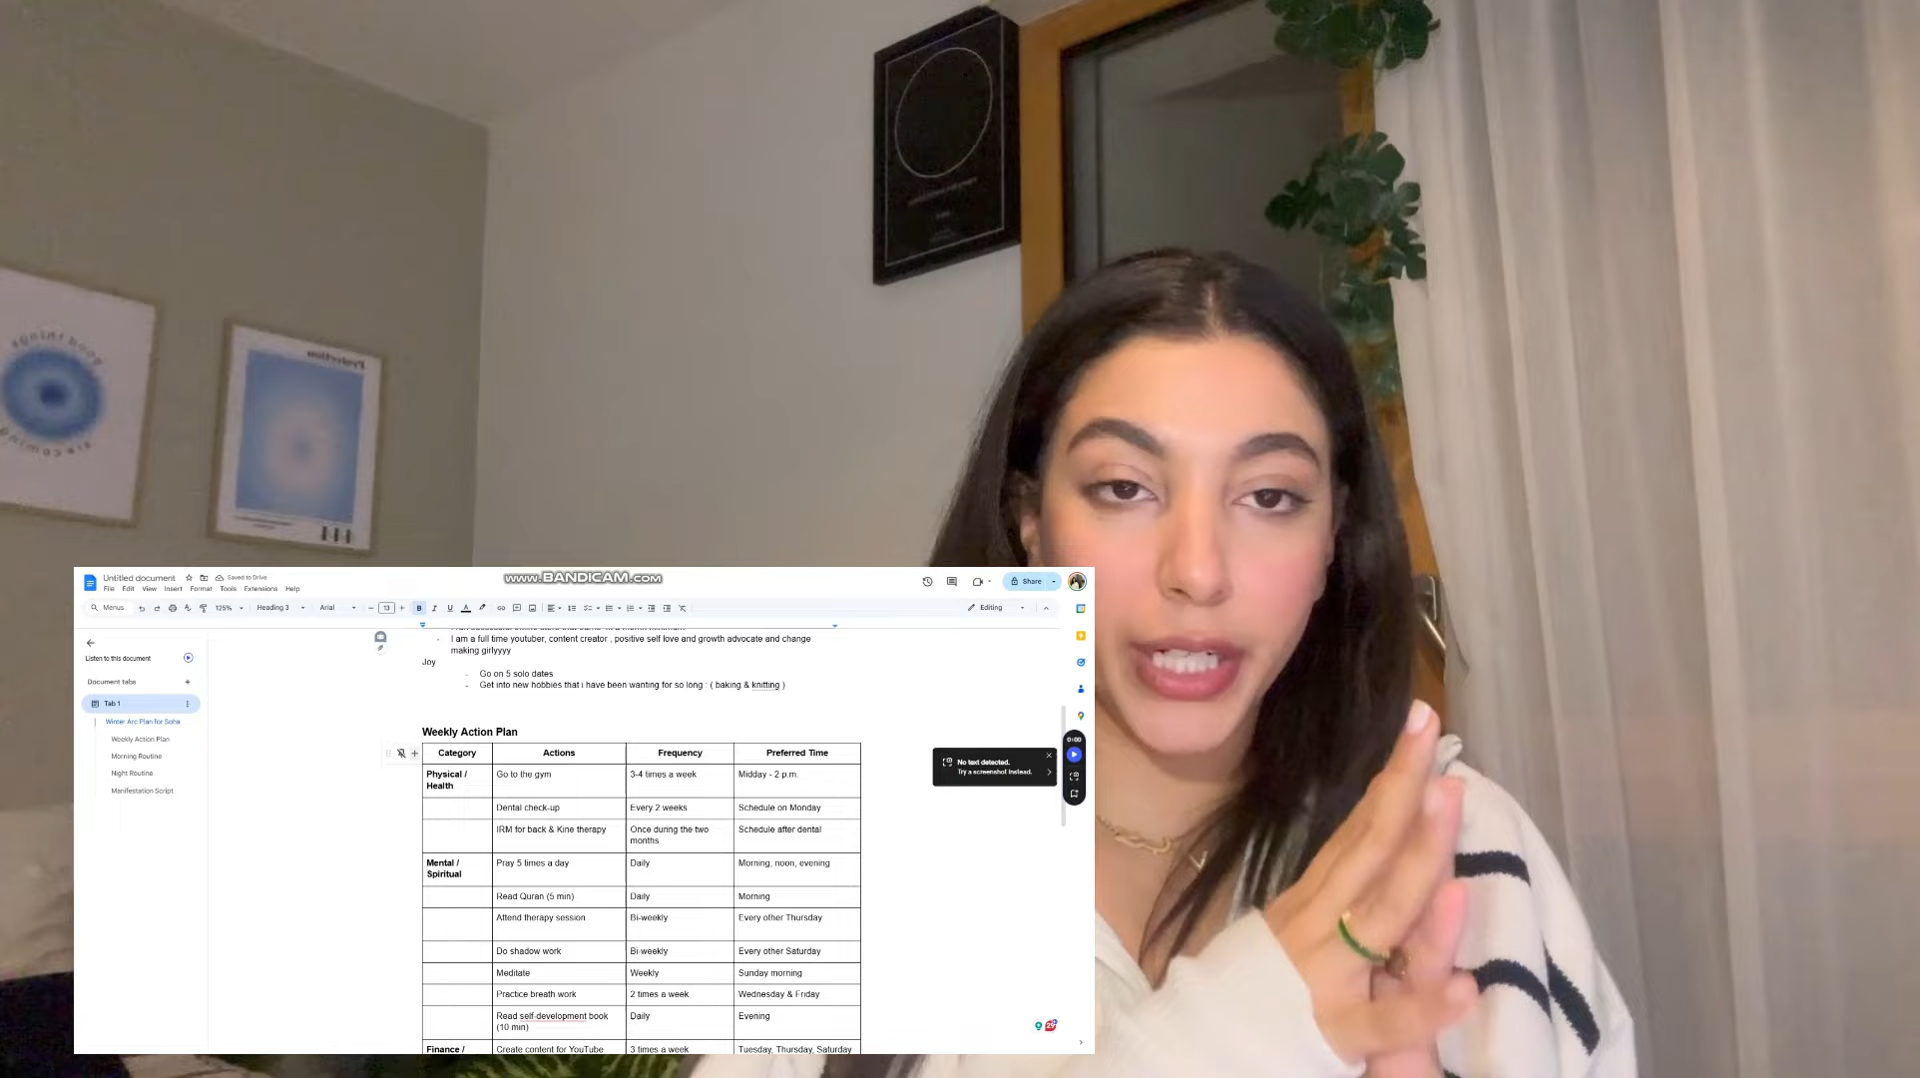 Untitled document
Saved to Drive
File Edit View Insert Format Tools Extensions Help
www.BANDICAM.com
Share
Menus
125%
Heading 3
Arial
13
B I U A
Editing
Listen to this document
Document tabs
Tab 1
Winter Arc Plan for Soha
Weekly Action Plan
Morning Routine
Night Routine
Manifestation Script
- I am a full time youtuber, content creator , positive self love and growth advocate and change
making girlyyyy
Joy
- Go on 5 solo dates
- Get into new hobbies that i have been wanting for so long : ( baking & knitting )
Weekly Action Plan
Category Actions Frequency Preferred Time
Physical / Go to the gym 3-4 times a week Midday - 2 p.m.
Health
Dental check-up Every 2 weeks Schedule on Monday
IRM for back & Kine therapy Once during the two Schedule after dental
months
Mental / Pray 5 times a day Daily Morning, noon, evening
Spiritual
Read Quran (5 min) Daily Morning
Attend therapy session Bi-weekly Every other Thursday
Do shadow work Bi-weekly Every other Saturday
Meditate Weekly Sunday morning
Practice breath work 2 times a week Wednesday & Friday
Read self-development book Daily Evening
(10 min)
Finance / Create content for YouTube 3 times a week Tuesday, Thursday, Saturday
0:00
No text detected.
Try a screenshot instead.
good things
are coming
111